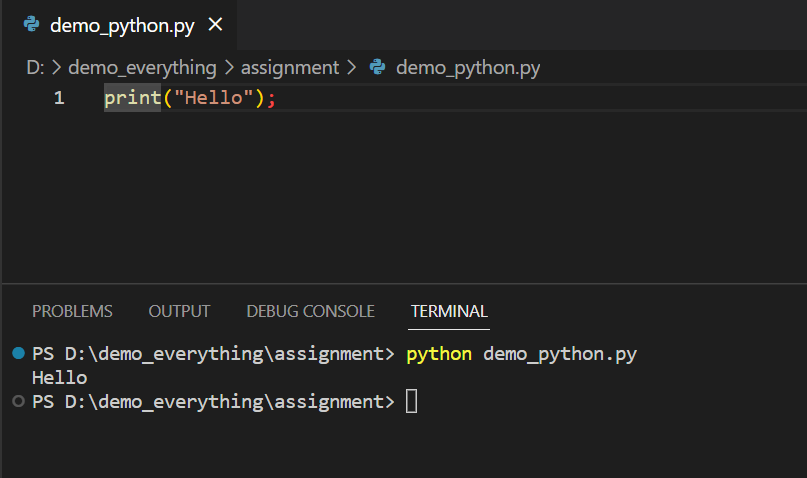 demo_python.py ×
D: > demo_everything > assignment > demo_python.py
1 print("Hello");
PROBLEMS OUTPUT DEBUG CONSOLE TERMINAL
PS D:\demo_everything\assignment> python demo_python.py
Hello
PS D:\demo_everything\assignment>